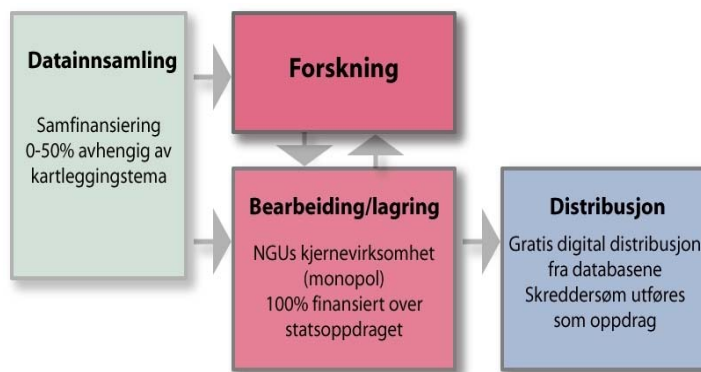 Datainnsamling
Samfinansiering
0-50% avhengig av
kartleggingstema
Forskning
Bearbeiding/lagring
NGUs kjernevirksomhet
(monopol)
100% finansiert over
statsoppdraget
Distribusjon
Gratis digital distribusjon
fra databasene
Skreddersøm utføres
som oppdrag